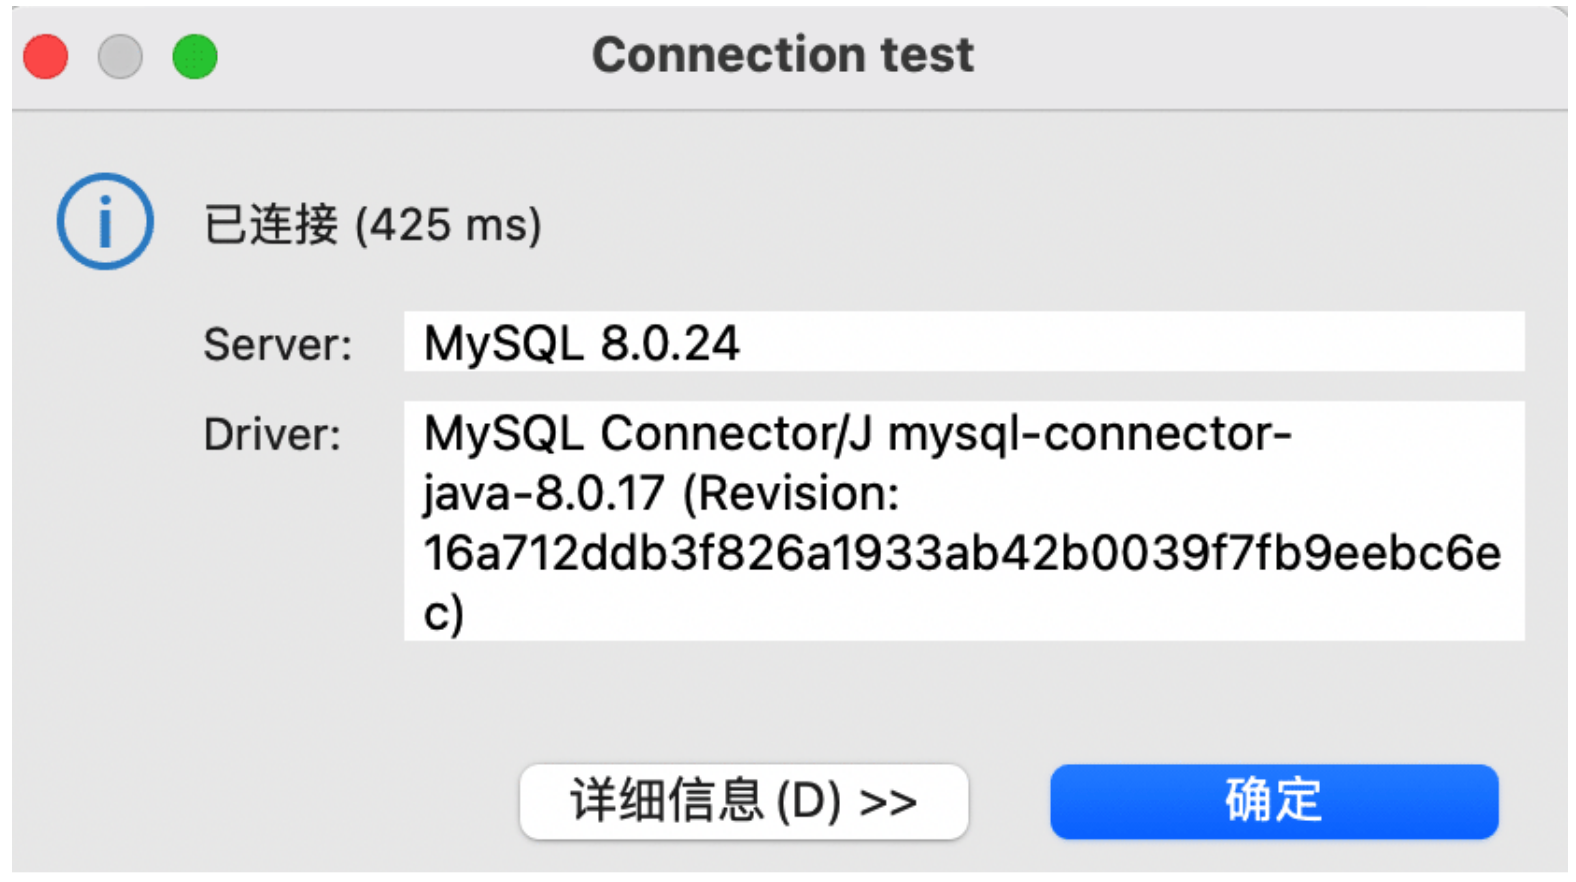 Connection test
已连接 (425 ms)
Server: MySQL 8.0.24
Driver: MySQL Connector/J mysql-connector-
java-8.0.17 (Revision:
16a712ddb3f826a1933ab42b0039f7fb9eebc6e
c)
详细信息(D) >>
确定